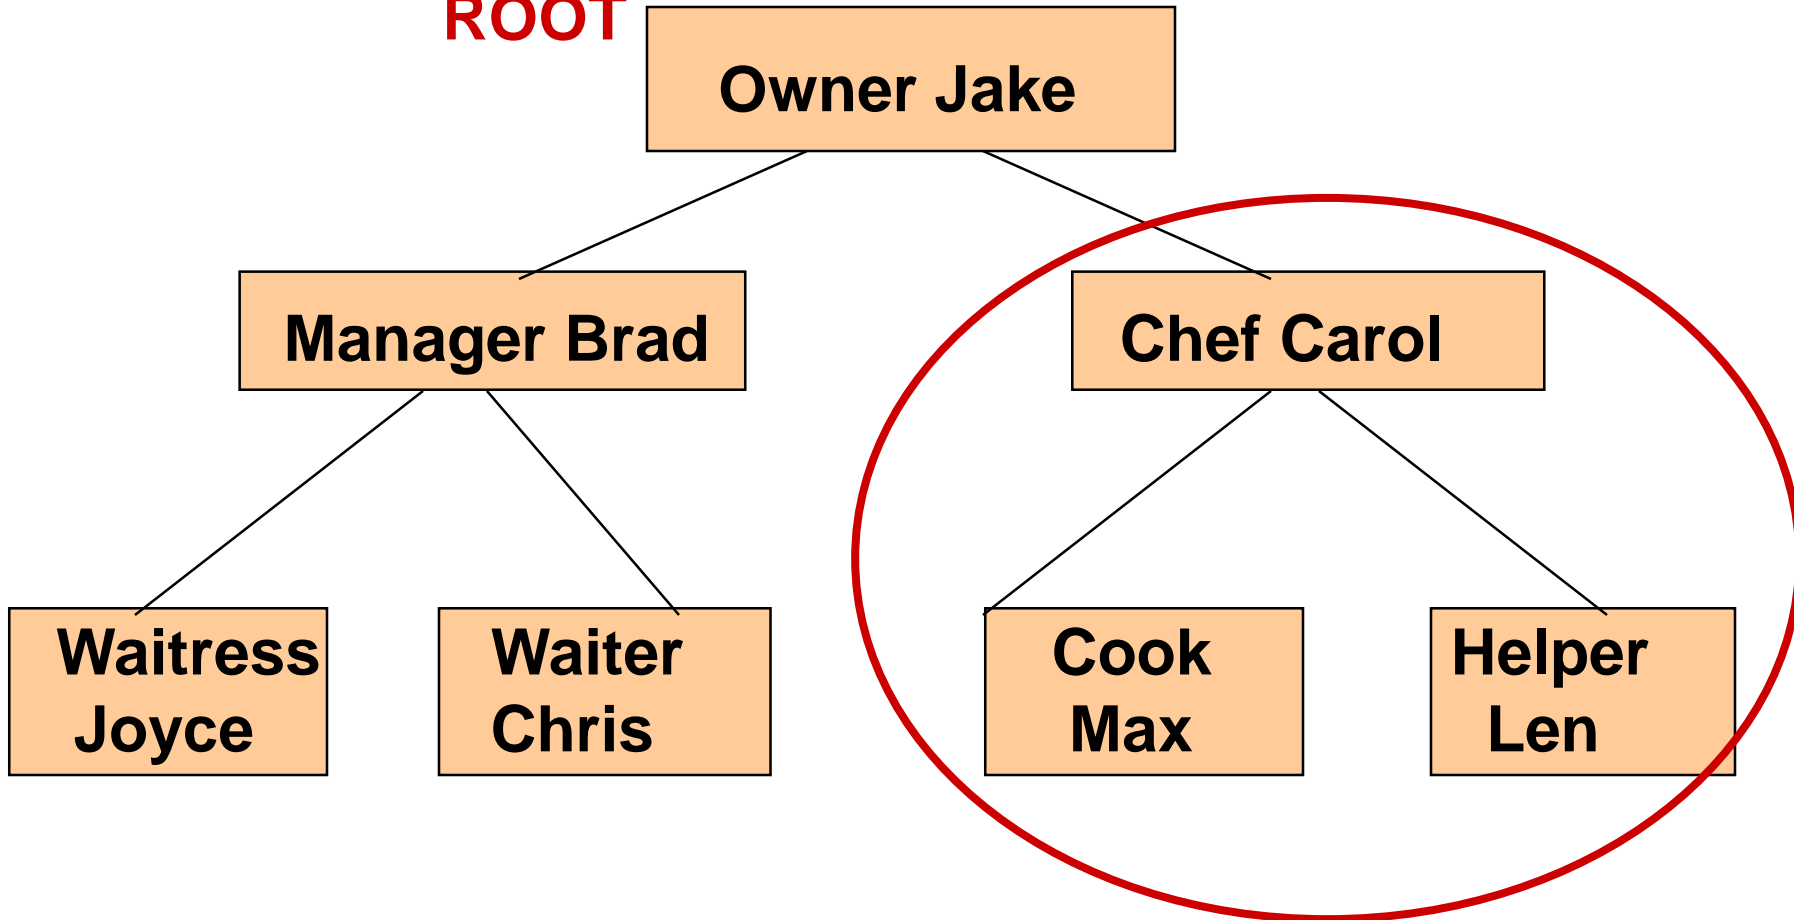 ROOT
Owner Jake
Manager Brad
Chef Carol
Waitress
Joyce
Waiter
Chris
Cook
Max
Helper
Len